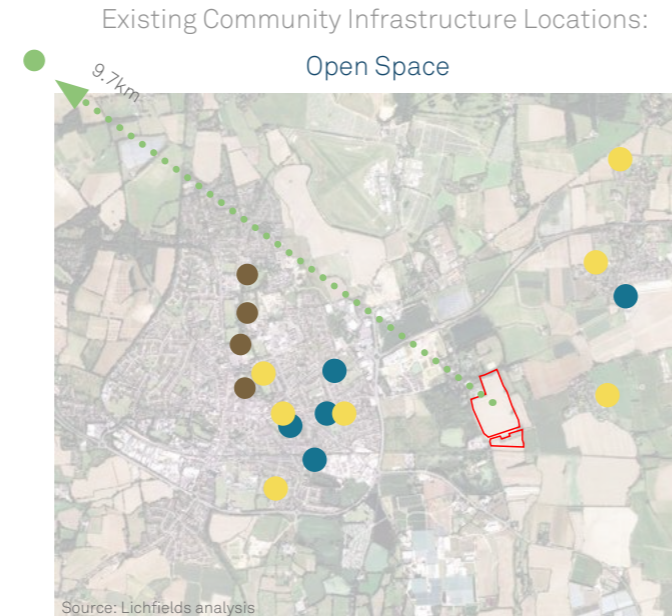 Existing Community Infrastructure Locations:
Open Space
9.7km
Source: Lichfields analysis